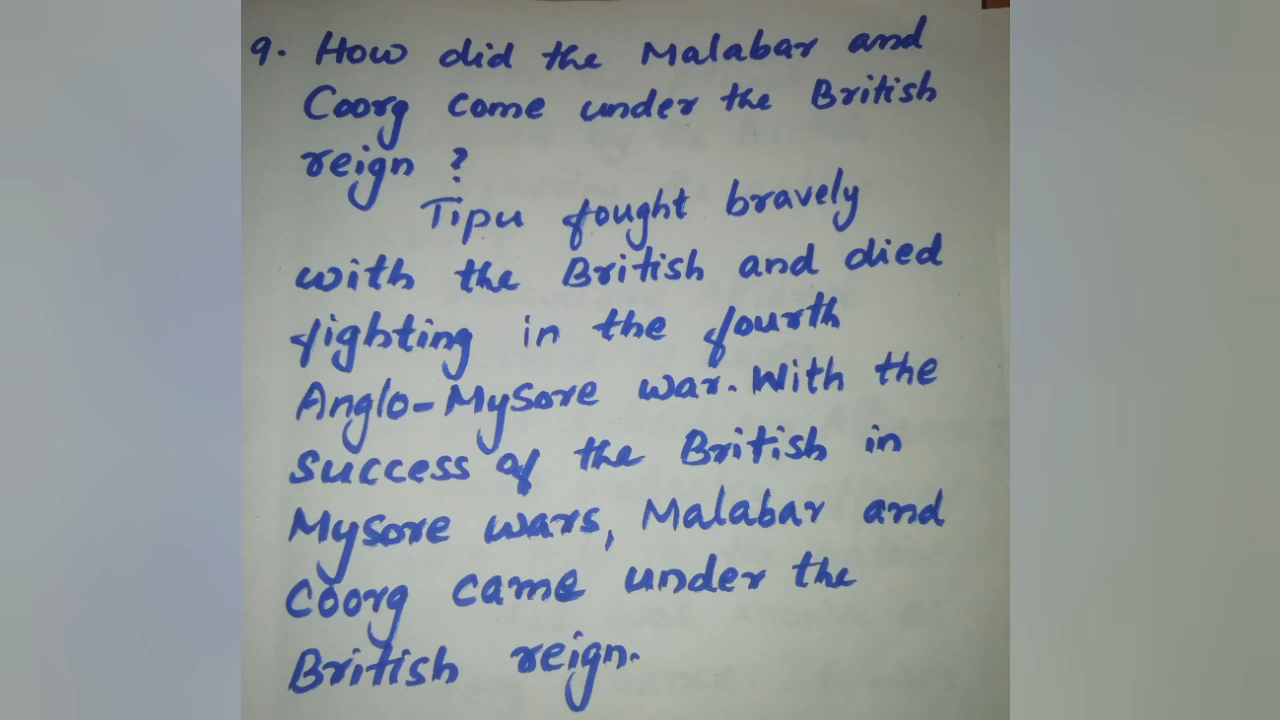 9. How did the Malabar and
Coorg come under the British
reign ?
Tipu fought bravely
with the British and died
fighting in the fourth
Anglo-Mysore war. With the
success of the British in
Mysore wars, Malabar and
Coorg came under the
British reign.